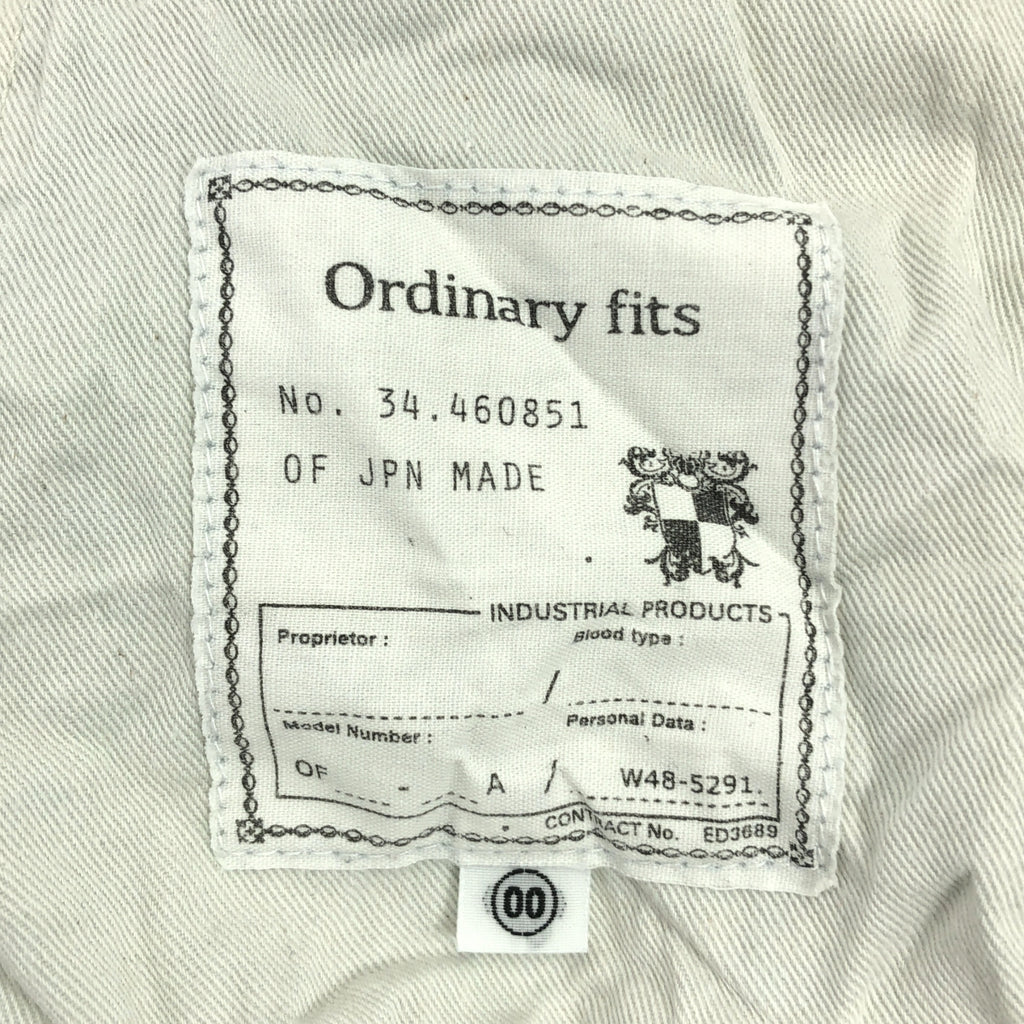 Ordinary fits
No. 34.460851
OF JPN MADE
INDUSTRIAL PRODUCTS
Proprietor : Blood type :
/
Model Number : Personal Data :
OF - A / W48-5291.
CONTRACT No. ED3689
00